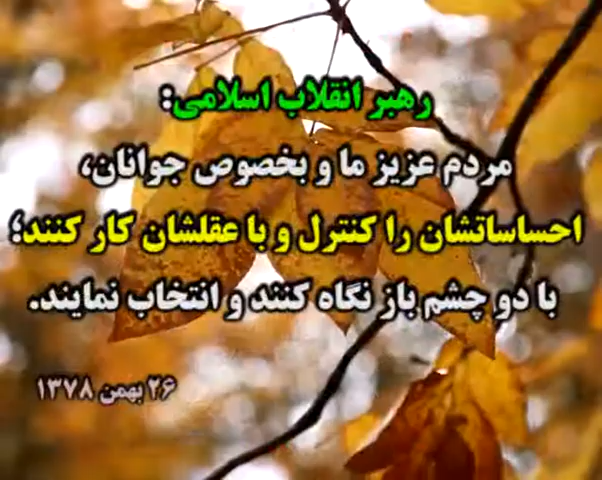 رهبر انقلاب اسلامی:
مردم عزیز ما و بخصوص جوانان،
احساساتشان را کنترل و با عقلشان کار کنند؛
با دو چشم باز نگاه کنند و انتخاب نمایند.
۲۶ بهمن ۱۳۷۸